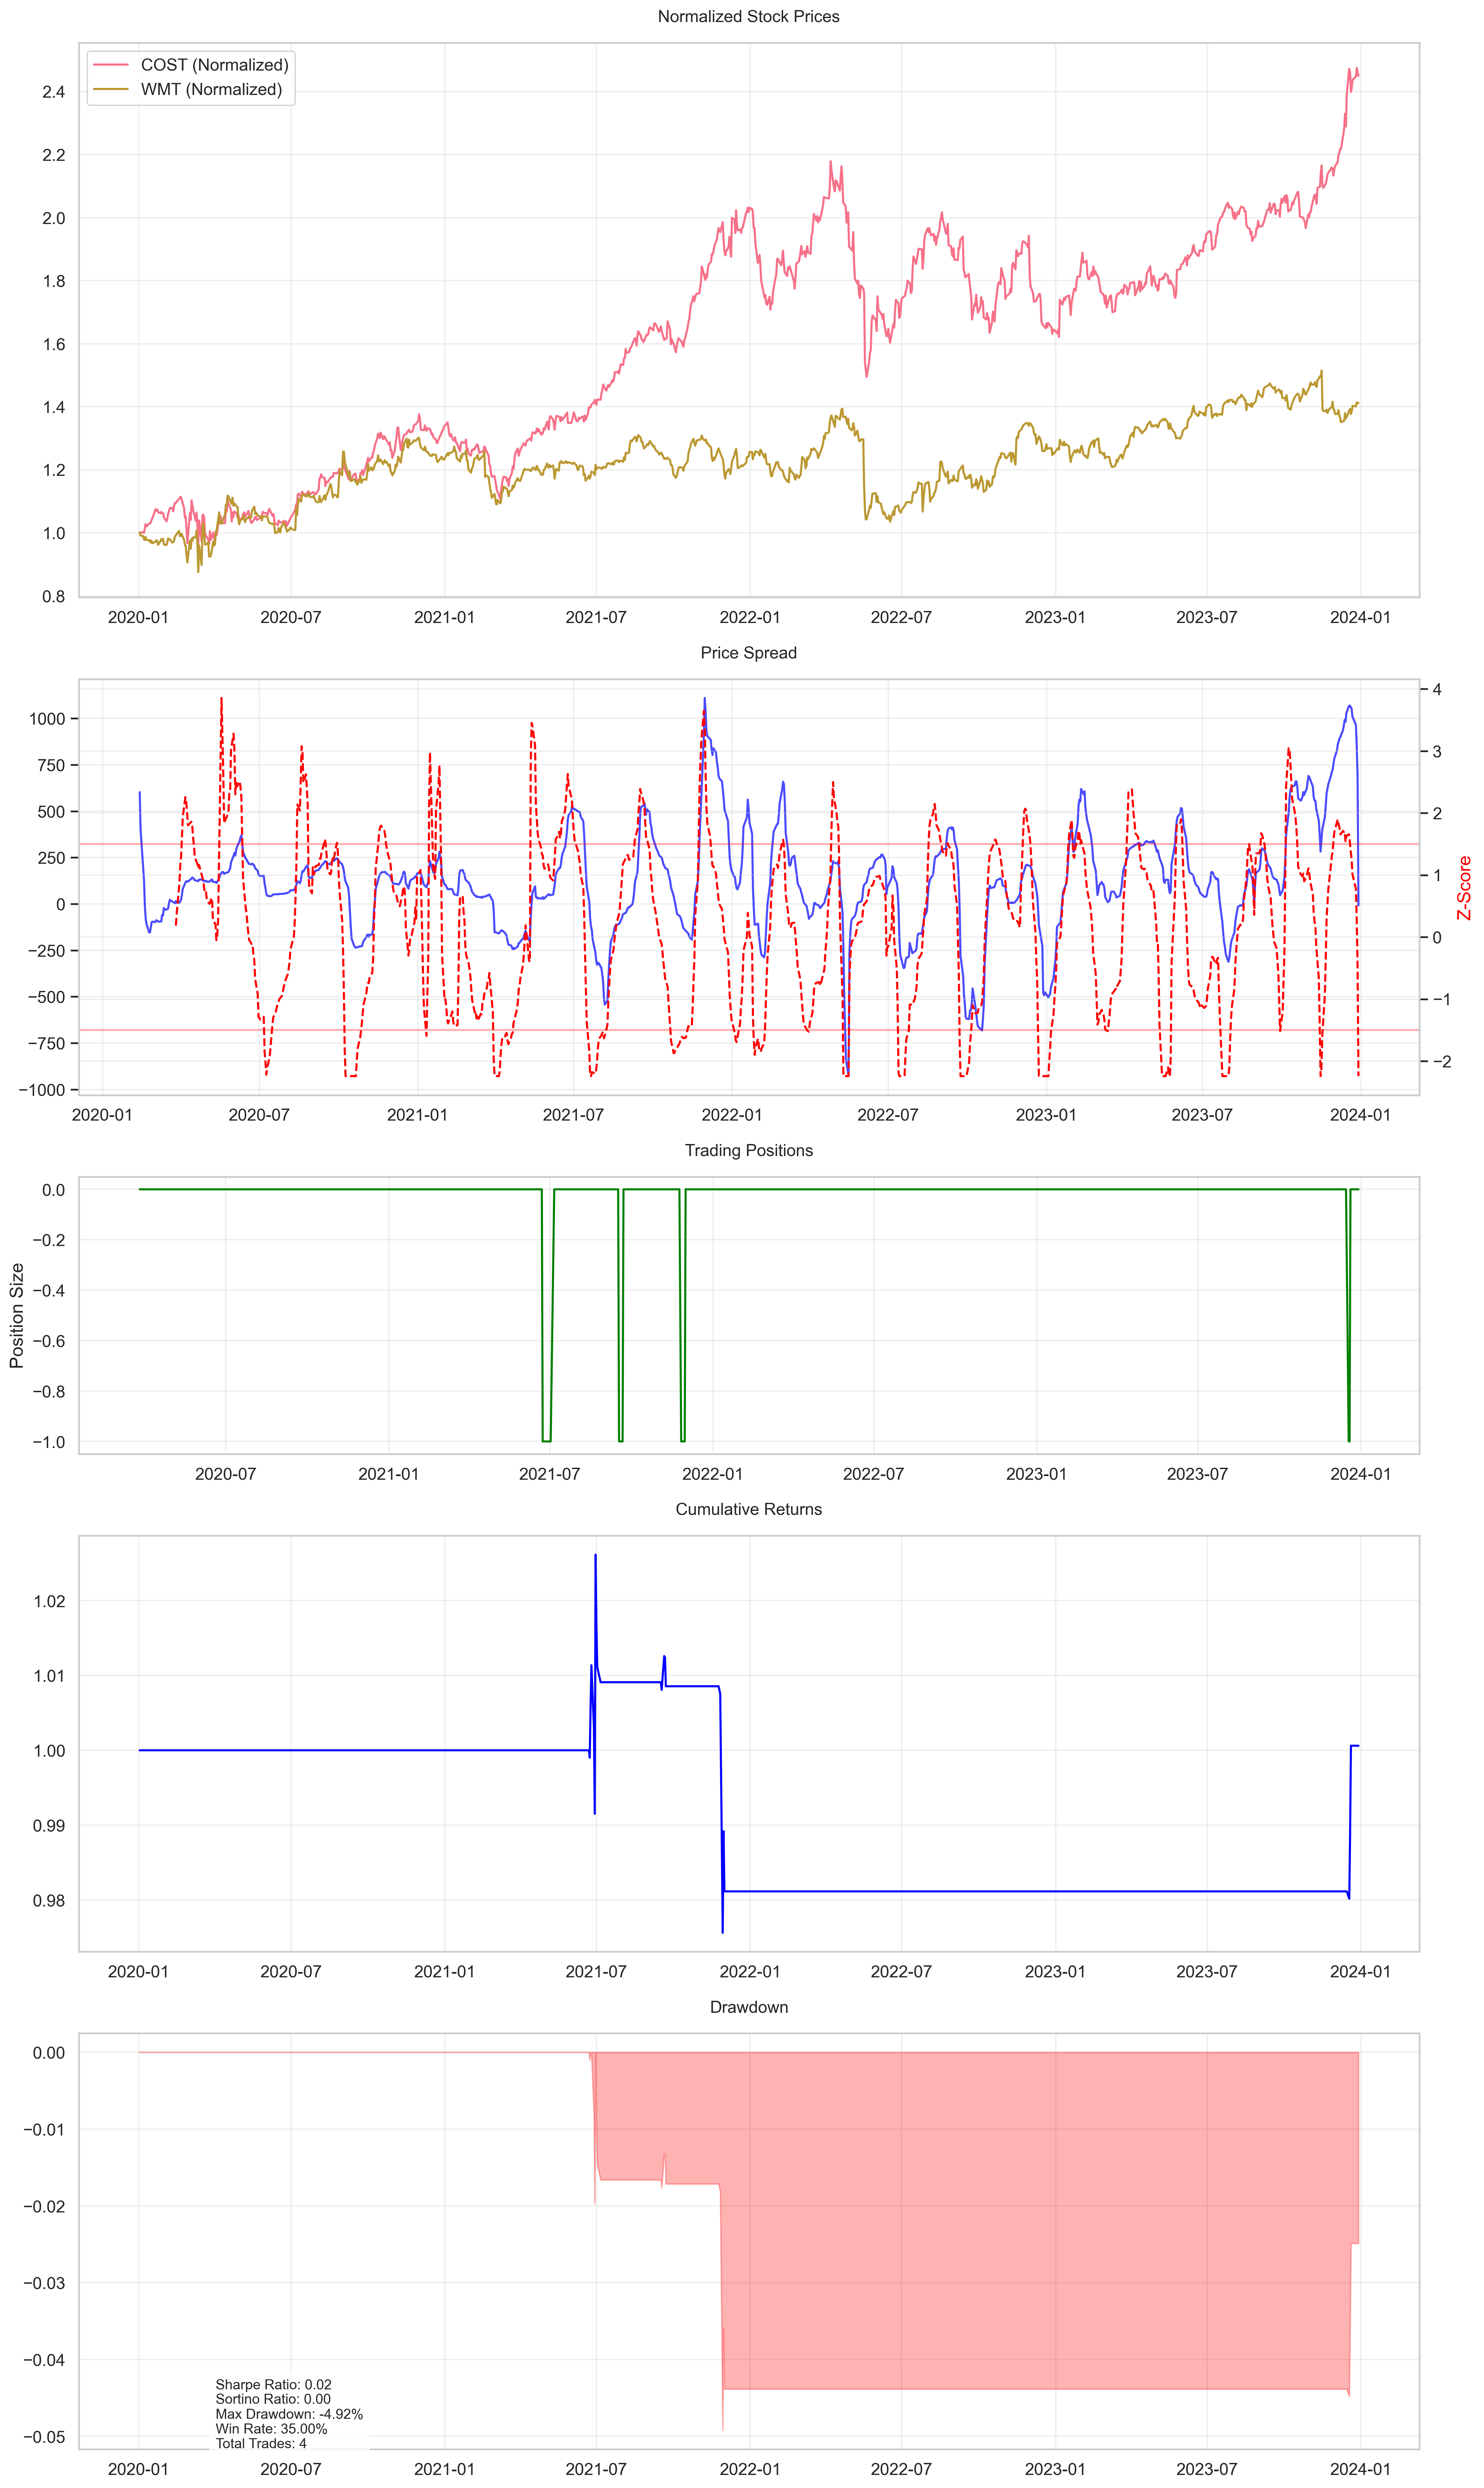 Normalized Stock Prices
COST (Normalized)
WMT (Normalized)
2.4
2.2
2.0
1.8
1.6
1.4
1.2
1.0
0.8
2020-01 2020-07 2021-01 2021-07 2022-01 2022-07 2023-01 2023-07 2024-01
Price Spread
1000
750
500
250
0
−250
−500
−750
−1000
4
3
2
1
0
−1
−2
Z-Score
2020-01 2020-07 2021-01 2021-07 2022-01 2022-07 2023-01 2023-07 2024-01
Trading Positions
Position Size
0.0
−0.2
−0.4
−0.6
−0.8
−1.0
2020-07 2021-01 2021-07 2022-01 2022-07 2023-01 2023-07 2024-01
Cumulative Returns
1.02
1.01
1.00
0.99
0.98
2020-01 2020-07 2021-01 2021-07 2022-01 2022-07 2023-01 2023-07 2024-01
Drawdown
0.00
−0.01
−0.02
−0.03
−0.04
−0.05
Sharpe Ratio: 0.02
Sortino Ratio: 0.00
Max Drawdown: -4.92%
Win Rate: 35.00%
Total Trades: 4
2020-01 2020-07 2021-01 2021-07 2022-01 2022-07 2023-01 2023-07 2024-01